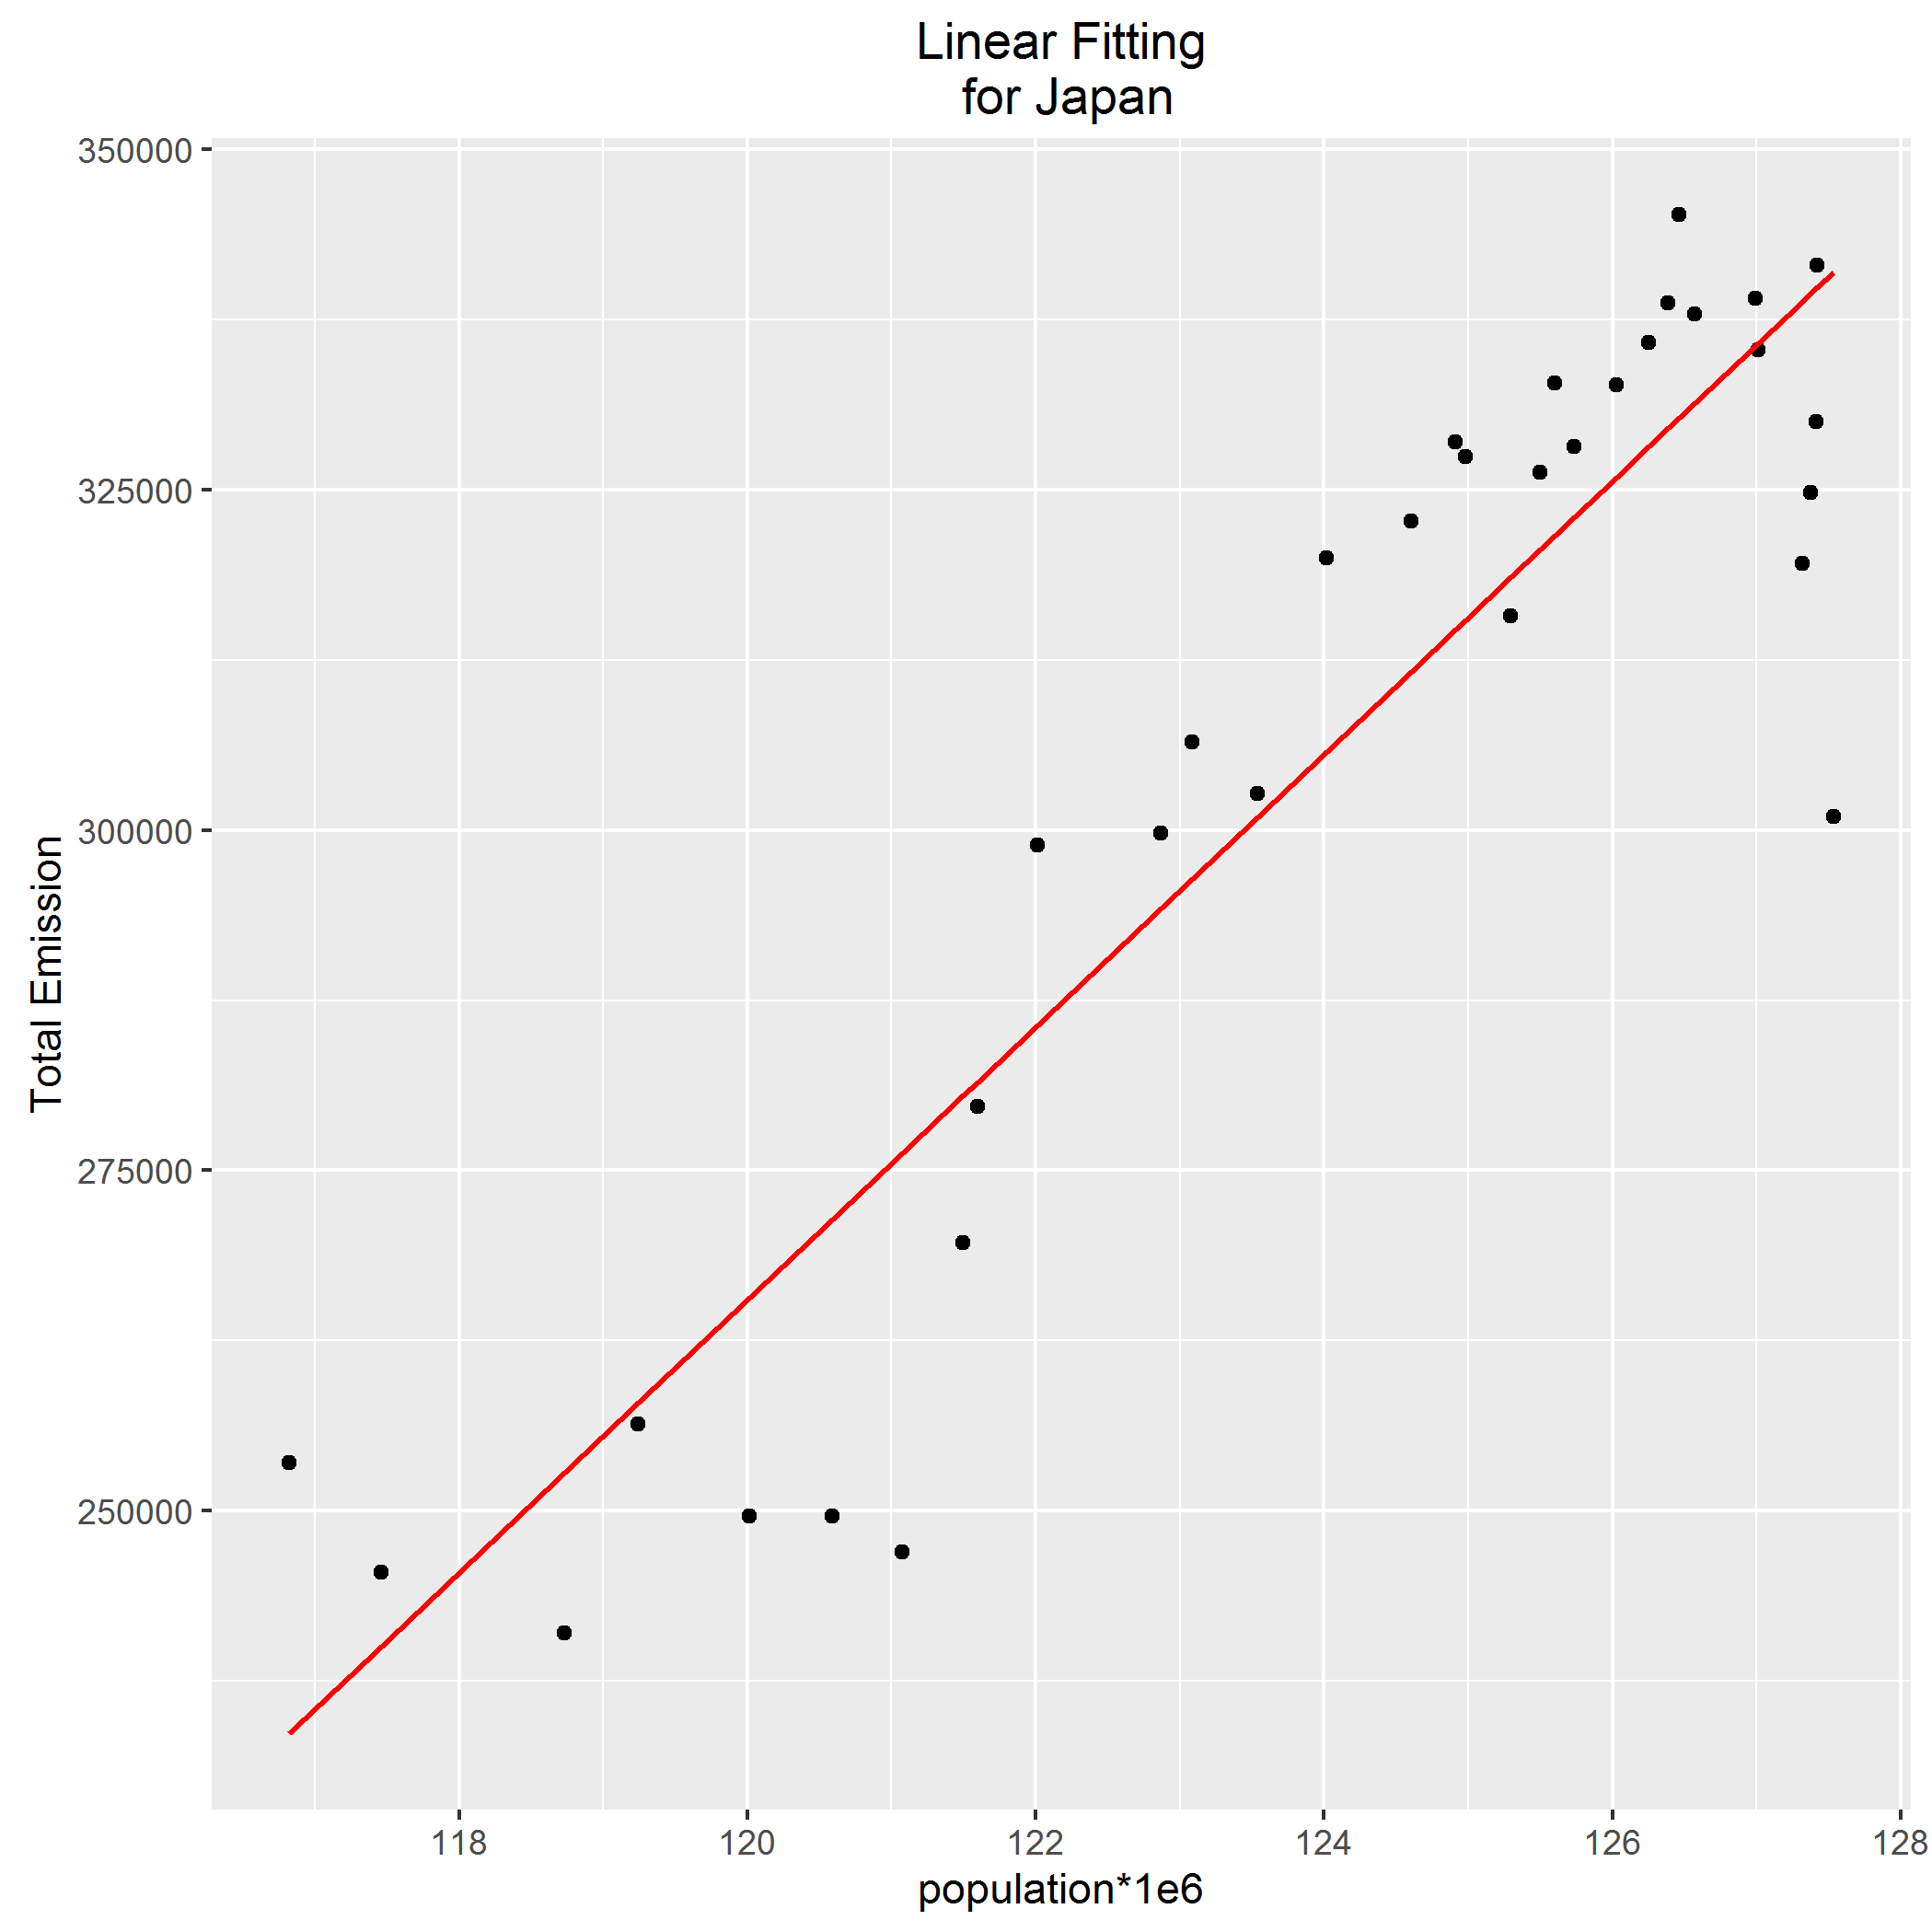 Linear Fitting
for Japan
350000
325000
300000
275000
250000
Total Emission
118
120
122
124
126
128
population*1e6